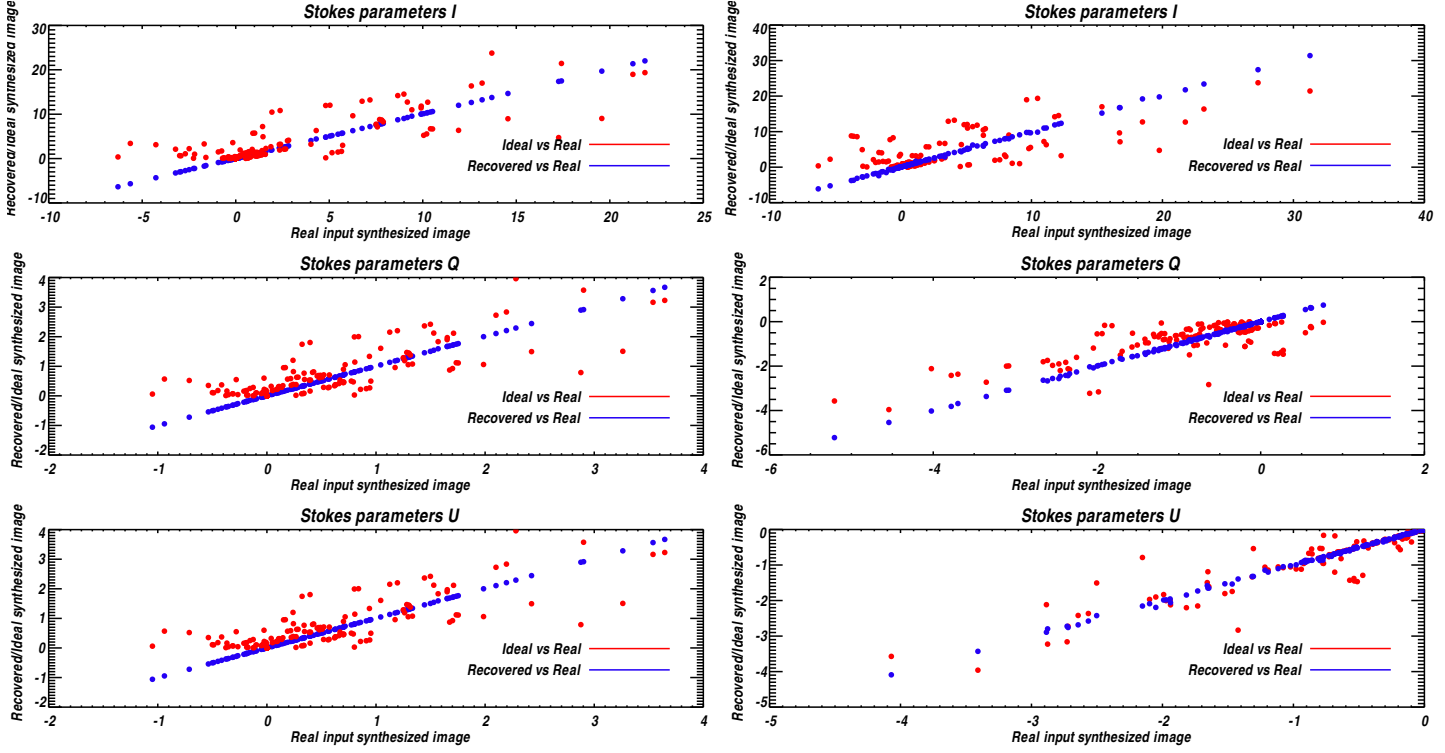 Stokes parameters I
Recovered/Ideal synthesized image
30
20
10
0
-10
Ideal vs Real
Recovered vs Real
-10 -5 0 5 10 15 20 25
Real input synthesized image
Stokes parameters I
Recovered/Ideal synthesized image
40
30
20
10
0
-10
Ideal vs Real
Recovered vs Real
-10 0 10 20 30 40
Real input synthesized image
Stokes parameters Q
Recovered/Ideal synthesized image
4
3
2
1
0
-1
-2
Ideal vs Real
Recovered vs Real
-2 -1 0 1 2 3 4
Real input synthesized image
Stokes parameters Q
Recovered/Ideal synthesized image
2
0
-2
-4
-6
Ideal vs Real
Recovered vs Real
-6 -4 -2 0 2
Real input synthesized image
Stokes parameters U
Recovered/Ideal synthesized image
4
3
2
1
0
-1
-2
Ideal vs Real
Recovered vs Real
-2 -1 0 1 2 3 4
Real input synthesized image
Stokes parameters U
Recovered/Ideal synthesized image
0
-1
-2
-3
-4
-5
Ideal vs Real
Recovered vs Real
-5 -4 -3 -2 -1 0
Real input synthesized image